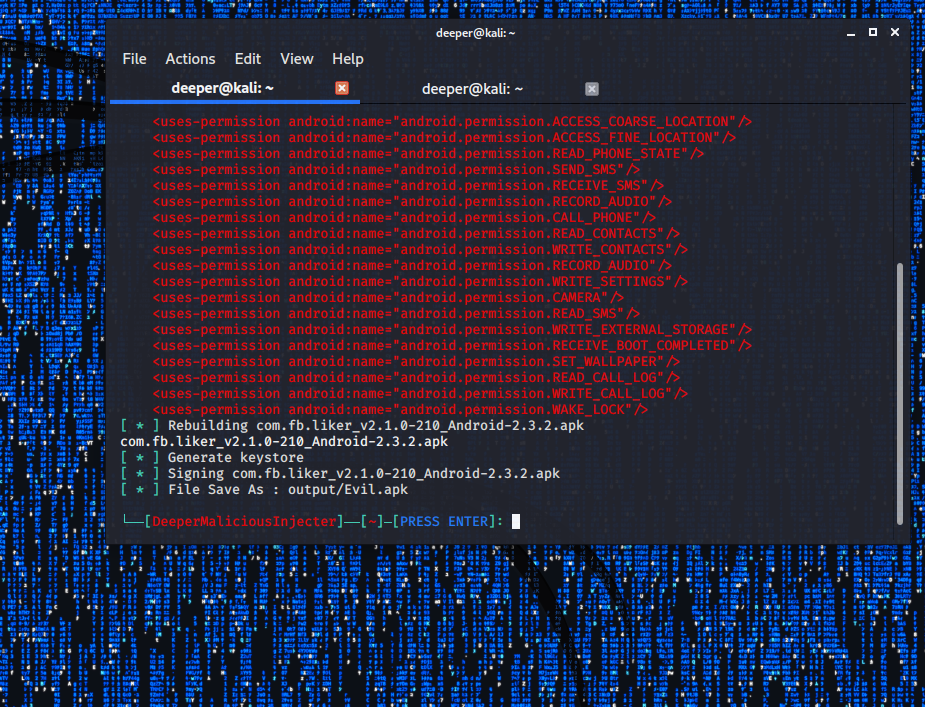 deeper@kali: ~
File Actions Edit View Help
deeper@kali: ~ deeper@kali: ~
<uses-permission android:name="android.permission.ACCESS_COARSE_LOCATION"/>
<uses-permission android:name="android.permission.ACCESS_FINE_LOCATION"/>
<uses-permission android:name="android.permission.READ_PHONE_STATE"/>
<uses-permission android:name="android.permission.SEND_SMS"/>
<uses-permission android:name="android.permission.RECEIVE_SMS"/>
<uses-permission android:name="android.permission.RECORD_AUDIO"/>
<uses-permission android:name="android.permission.CALL_PHONE"/>
<uses-permission android:name="android.permission.READ_CONTACTS"/>
<uses-permission android:name="android.permission.WRITE_CONTACTS"/>
<uses-permission android:name="android.permission.RECORD_AUDIO"/>
<uses-permission android:name="android.permission.WRITE_SETTINGS"/>
<uses-permission android:name="android.permission.CAMERA"/>
<uses-permission android:name="android.permission.READ_SMS"/>
<uses-permission android:name="android.permission.WRITE_EXTERNAL_STORAGE"/>
<uses-permission android:name="android.permission.RECEIVE_BOOT_COMPLETED"/>
<uses-permission android:name="android.permission.SET_WALLPAPER"/>
<uses-permission android:name="android.permission.READ_CALL_LOG"/>
<uses-permission android:name="android.permission.WRITE_CALL_LOG"/>
<uses-permission android:name="android.permission.WAKE_LOCK"/>
[ * ] Rebuilding com.fb.liker_v2.1.0-210_Android-2.3.2.apk
com.fb.liker_v2.1.0-210_Android-2.3.2.apk
[ * ] Generate keystore
[ * ] Signing com.fb.liker_v2.1.0-210_Android-2.3.2.apk
[ * ] File Save As : output/Evil.apk
└──[DeeperMaliciousInjecter]──[~]─[PRESS ENTER]: